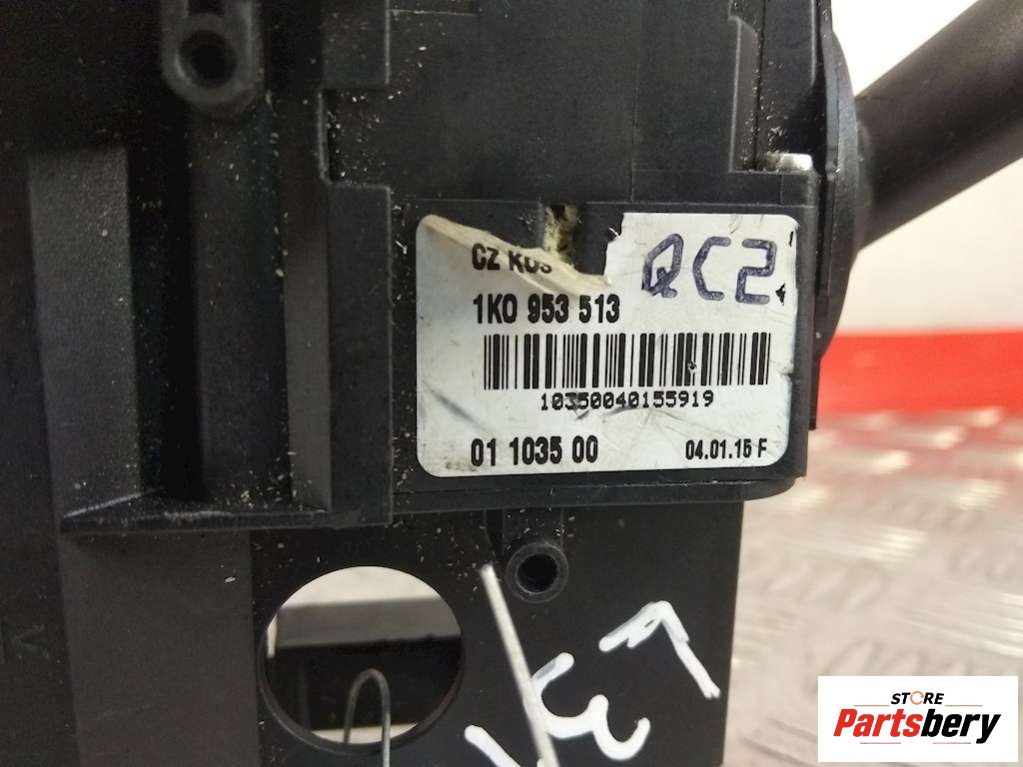 CZ KOS
QC2
1K0 953 513
10350040155919
01 1035 00
04.01.15 F
STORE
Partsbery